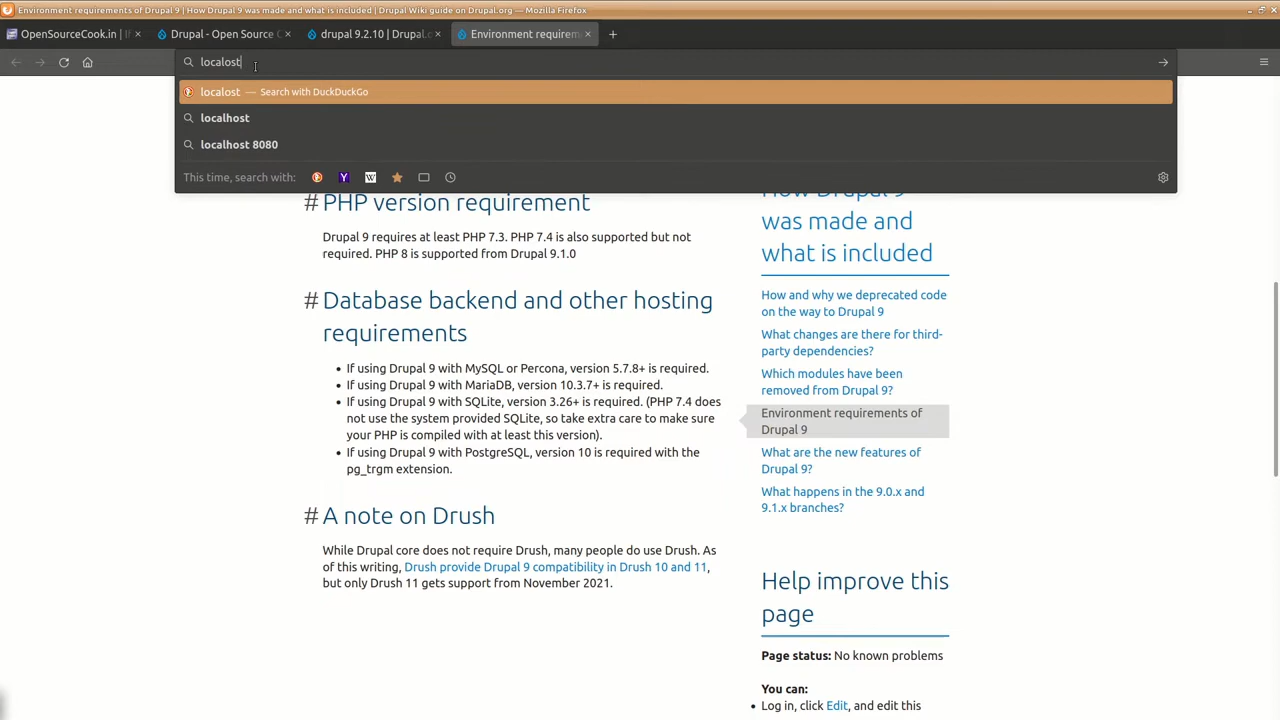 Environment requirements of Drupal 9 | How Drupal 9 was made and what is included | Drupal Wiki guide on Drupal.org — Mozilla Firefox
OpenSourceCook.in | I
Drupal - Open Source C
drupal 9.2.10 | Drupal.o
Environment requirem
localost
localost — Search with DuckDuckGo
localhost
localhost 8080
This time, search with:
# PHP version requirement
Drupal 9 requires at least PHP 7.3. PHP 7.4 is also supported but not
required. PHP 8 is supported from Drupal 9.1.0
# Database backend and other hosting
requirements
• If using Drupal 9 with MySQL or Percona, version 5.7.8+ is required.
• If using Drupal 9 with MariaDB, version 10.3.7+ is required.
• If using Drupal 9 with SQLite, version 3.26+ is required. (PHP 7.4 does
not use the system provided SQLite, so take extra care to make sure
your PHP is compiled with at least this version).
• If using Drupal 9 with PostgreSQL, version 10 is required with the
pg_trgm extension.
# A note on Drush
While Drupal core does not require Drush, many people do use Drush. As
of this writing, Drush provide Drupal 9 compatibility in Drush 10 and 11,
but only Drush 11 gets support from November 2021.
How Drupal 9
was made and
what is included
How and why we deprecated code
on the way to Drupal 9
What changes are there for third-
party dependencies?
Which modules have been
removed from Drupal 9?
Environment requirements of
Drupal 9
What are the new features of
Drupal 9?
What happens in the 9.0.x and
9.1.x branches?
Help improve this
page
Page status: No known problems
You can:
• Log in, click Edit, and edit this